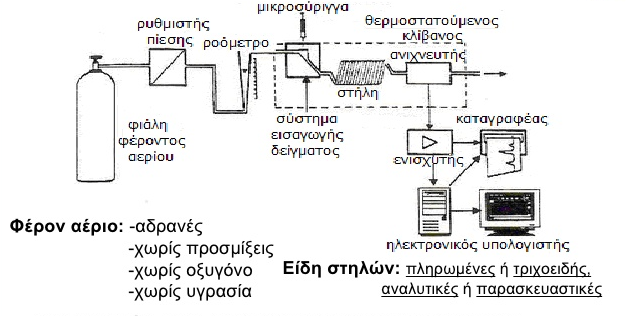 μικροσύριγγα
ρυθμιστής
πίεσης
ροόμετρο
θερμοστατούμενος
κλίβανος
ανιχνευτής
στήλη
φιάλη
φέροντος
αερίου
σύστημα
εισαγωγής
δείγματος
καταγραφέας
ενισχυτής
ηλεκτρονικός υπολογιστής
Φέρον αέριο: -αδρανές
-χωρίς προσμίξεις
-χωρίς οξυγόνο
-χωρίς υγρασία
Είδη στηλών: πληρωμένες ή τριχοειδής,
αναλυτικές ή παρασκευαστικές